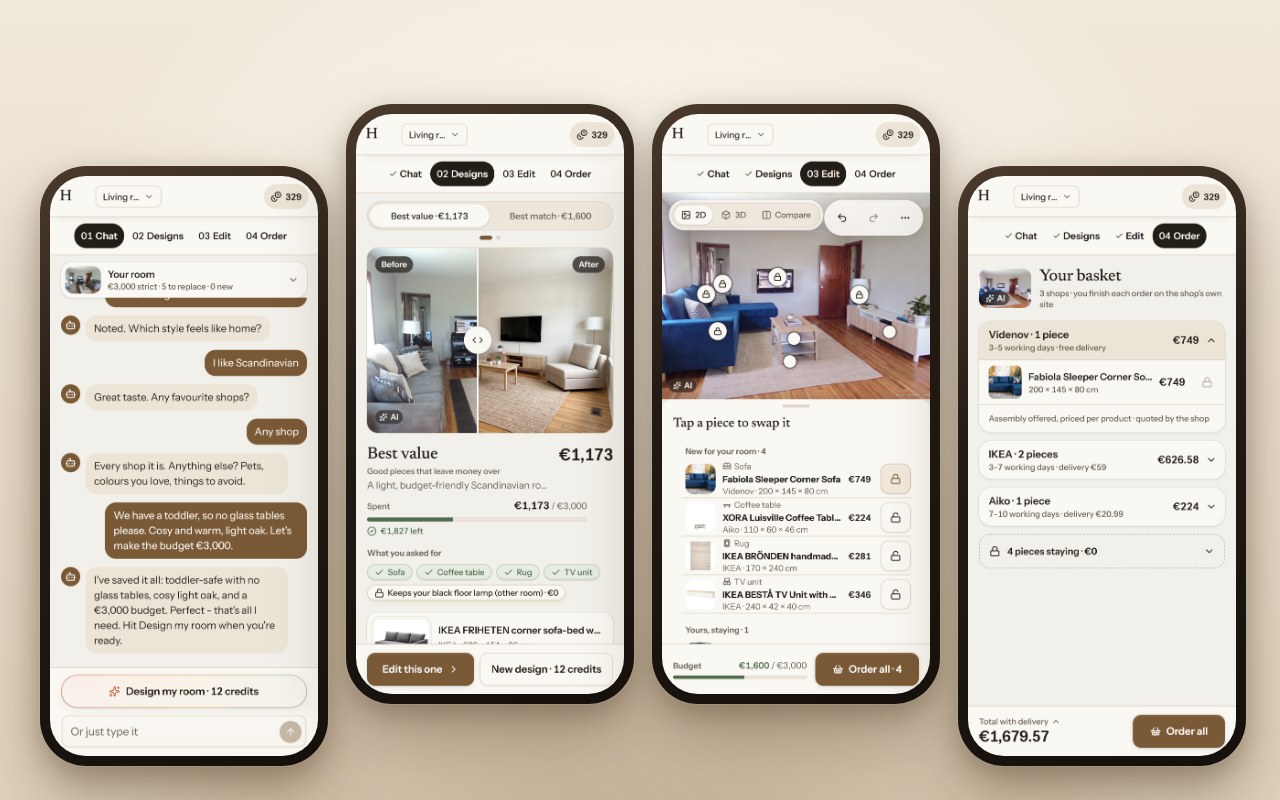 H
Living r...
329
01 Chat
02 Designs
03 Edit
04 Order
Your room
€3,000 strict · 5 to replace · 0 new
Noted. Which style feels like home?
I like Scandinavian
Great taste. Any favourite shops?
Any shop
Every shop it is. Anything else? Pets,
colours you love, things to avoid.
We have a toddler, so no glass tables
please. Cosy and warm, light oak. Let's
make the budget €3,000.
I've saved it all: toddler-safe with no
glass tables, cosy light oak, and a
€3,000 budget. Perfect - that's all I
need. Hit Design my room when you're
ready.
Design my room · 12 credits
Or just type it
H
Living r...
329
Chat
02 Designs
03 Edit
04 Order
Best value · €1,173
Best match · €1,600
Before
After
AI
Best value
€1,173
Good pieces that leave money over
A light, budget-friendly Scandinavian ro...
Spent
€1,173 / €3,000
€1,827 left
What you asked for
Sofa
Coffee table
Rug
TV unit
Keeps your black floor lamp (other room) · €0
IKEA FRIHETEN corner sofa-bed w...
Edit this one
New design · 12 credits
H
Living r...
329
Chat
Designs
03 Edit
04 Order
2D
3D
Compare
AI
Tap a piece to swap it
New for your room · 4
Sofa
Fabiola Sleeper Corner Sofa
€749
Videnov · 200 × 145 × 80 cm
Coffee table
XORA Luisville Coffee Tabl...
€224
Aiko · 110 × 60 × 46 cm
Rug
IKEA BRÖNDEN handmad...
€281
IKEA · 170 × 240 cm
TV unit
IKEA BESTÅ TV Unit with ...
€346
IKEA · 240 × 42 × 40 cm
Yours, staying · 1
Budget
€1,600 / €3,000
Order all · 4
H
Living r...
329
Chat
Designs
Edit
04 Order
AI
Your basket
3 shops · you finish each order on the shop's own
site
Videnov · 1 piece
€749
3-5 working days · free delivery
Fabiola Sleeper Corner So...
€749
200 × 145 × 80 cm
Assembly offered, priced per product · quoted by the shop
IKEA · 2 pieces
€626.58
3-7 working days · delivery €59
Aiko · 1 piece
€224
7-10 working days · delivery €20.99
4 pieces staying · €0
Total with delivery
€1,679.57
Order all